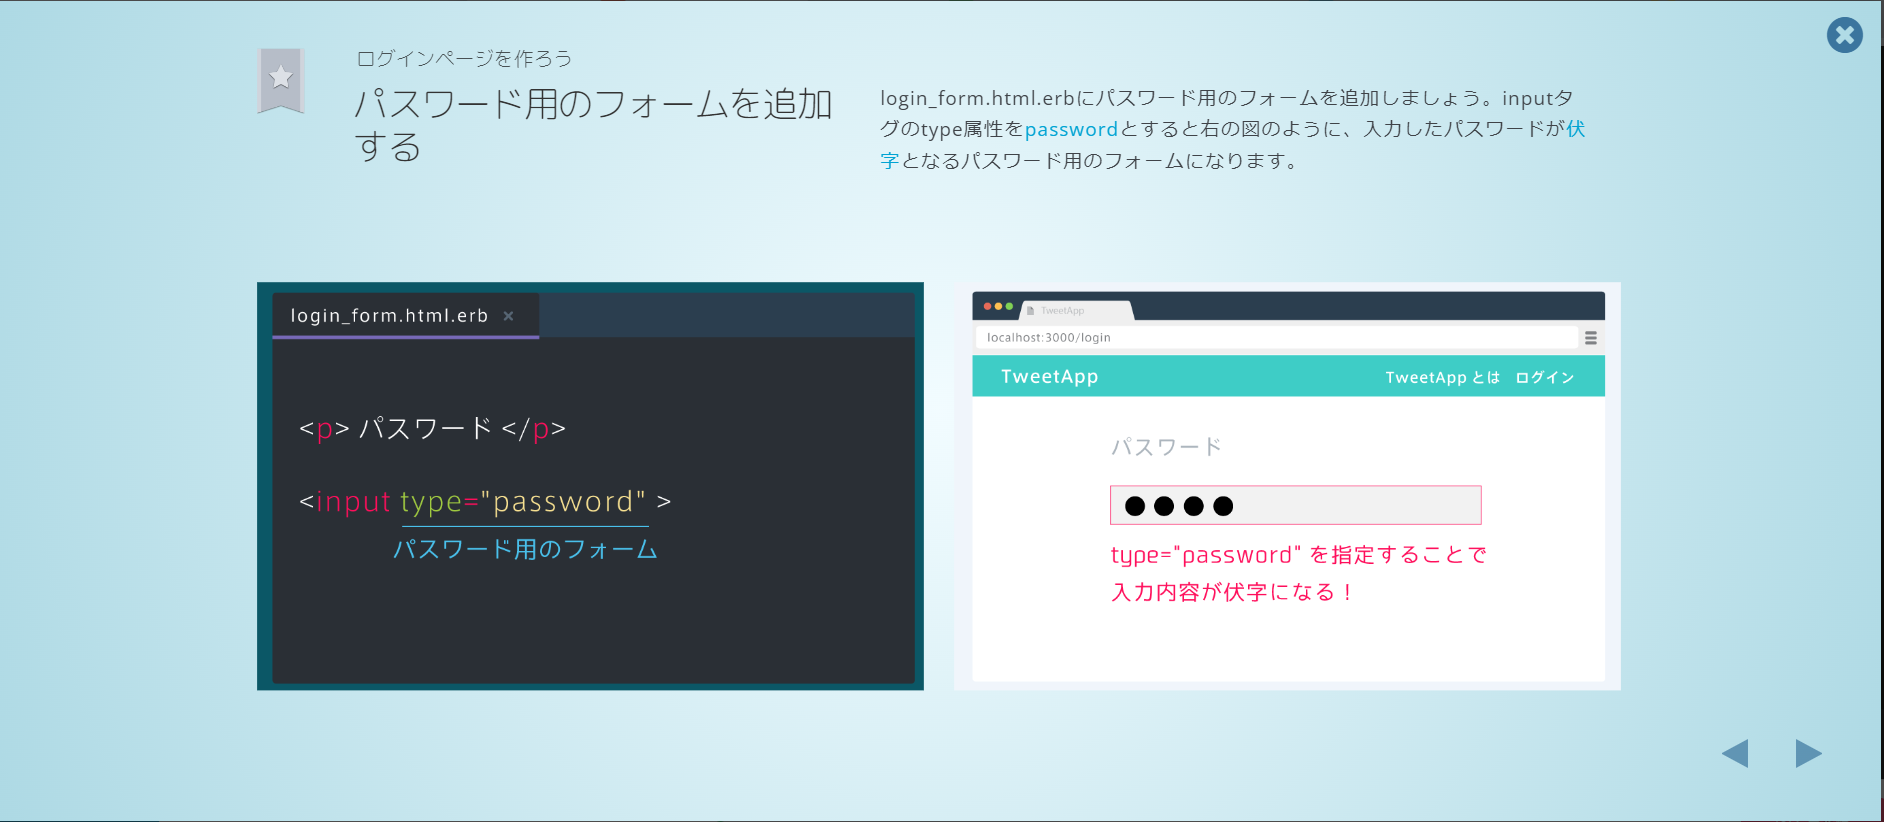 ログインページを作ろう
パスワード用のフォームを追加
する
login_form.html.erbにパスワード用のフォームを追加しましょう。inputタ
グのtype属性をpasswordとすると右の図のように、入力したパスワードが伏
字となるパスワード用のフォームになります。
login_form.html.erb ×
<p> パスワード </p>
<input type="password" >
パスワード用のフォーム
TweetApp
localhost:3000/login
TweetApp TweetApp とは ログイン
パスワード
type="password" を指定することで
入力内容が伏字になる！